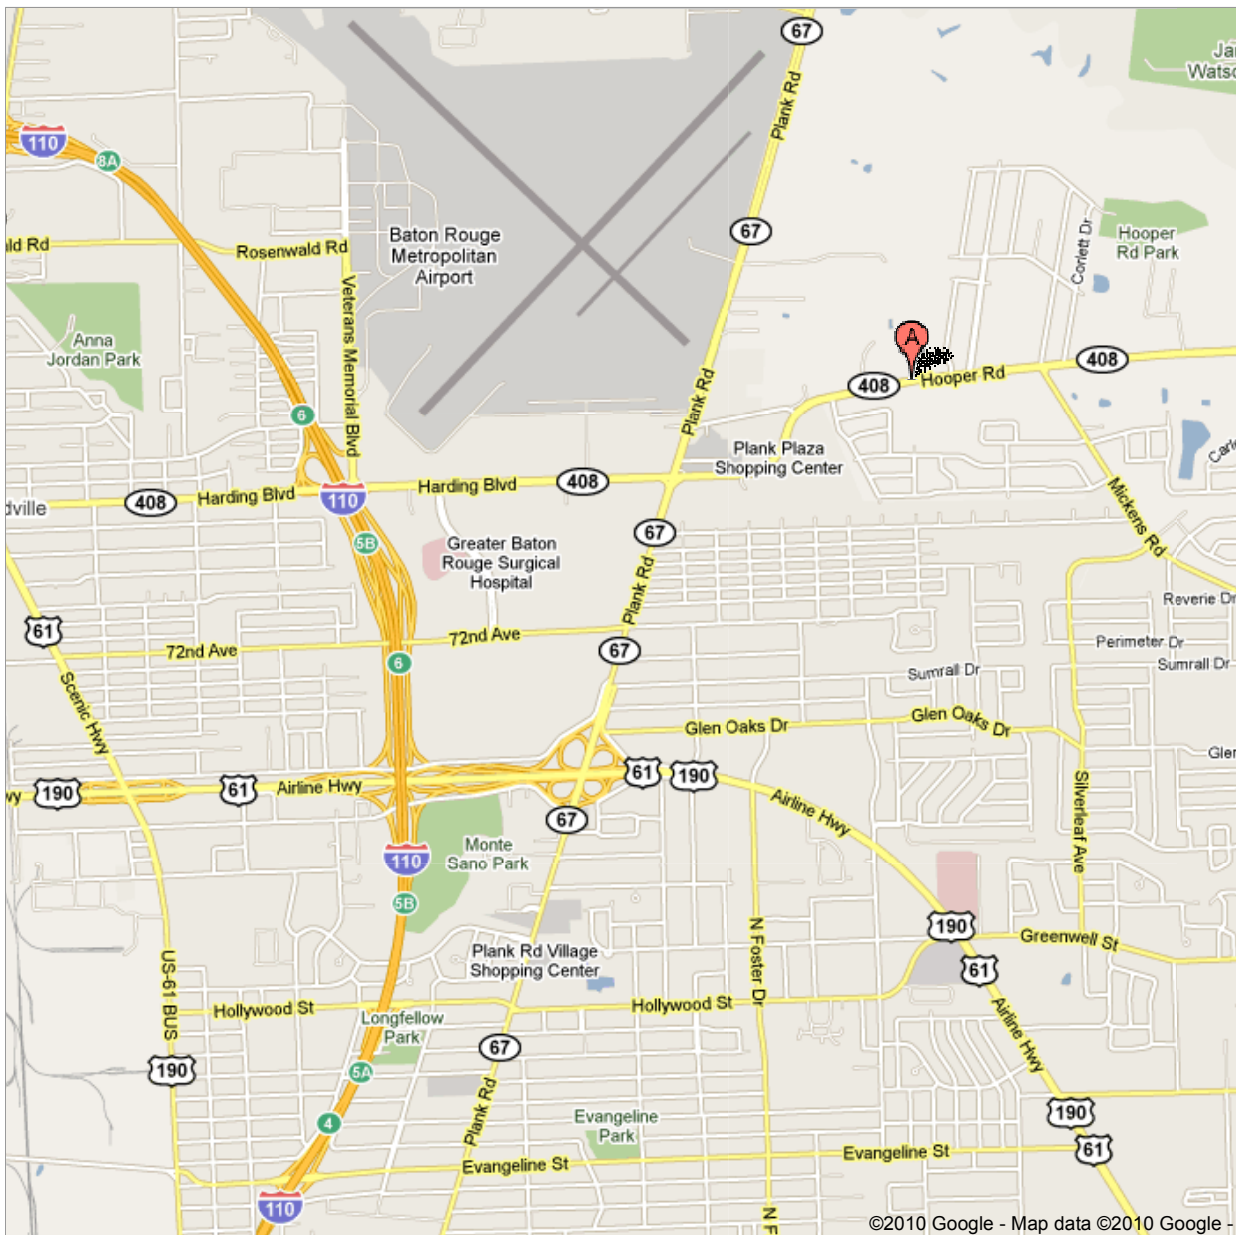 67
Plank Rd
110
8A
Rosenwald Rd
Baton Rouge
Metropolitan
Airport
Veterans Memorial Blvd
67
Corlett Dr
Hooper
Rd Park
Anna
Jordan Park
A
408
Hooper Rd
408
6
Plank Rd
Plank Plaza
Shopping Center
408
Harding Blvd
110
Harding Blvd
408
Mickens Rd
5B
Greater Baton
Rouge Surgical
Hospital
67
Plank Rd
Reverie Dr
61
72nd Ave
72nd Ave
6
67
Perimeter Dr
Sumrall Dr
Sumrall Dr
Scenic Hwy
Glen Oaks Dr
Glen Oaks Dr
190
61
Airline Hwy
61
190
Airline Hwy
Silverleaf Ave
67
Monte
Sano Park
110
5B
190
Greenwell St
N Foster Dr
Plank Rd Village
Shopping Center
61
US-61 BUS
Hollywood St
Hollywood St
Longfellow
Park
Airline Hwy
67
190
5A
Plank Rd
4
Evangeline
Park
190
61
Evangeline St
Evangeline St
110
©2010 Google - Map data ©2010 Google -